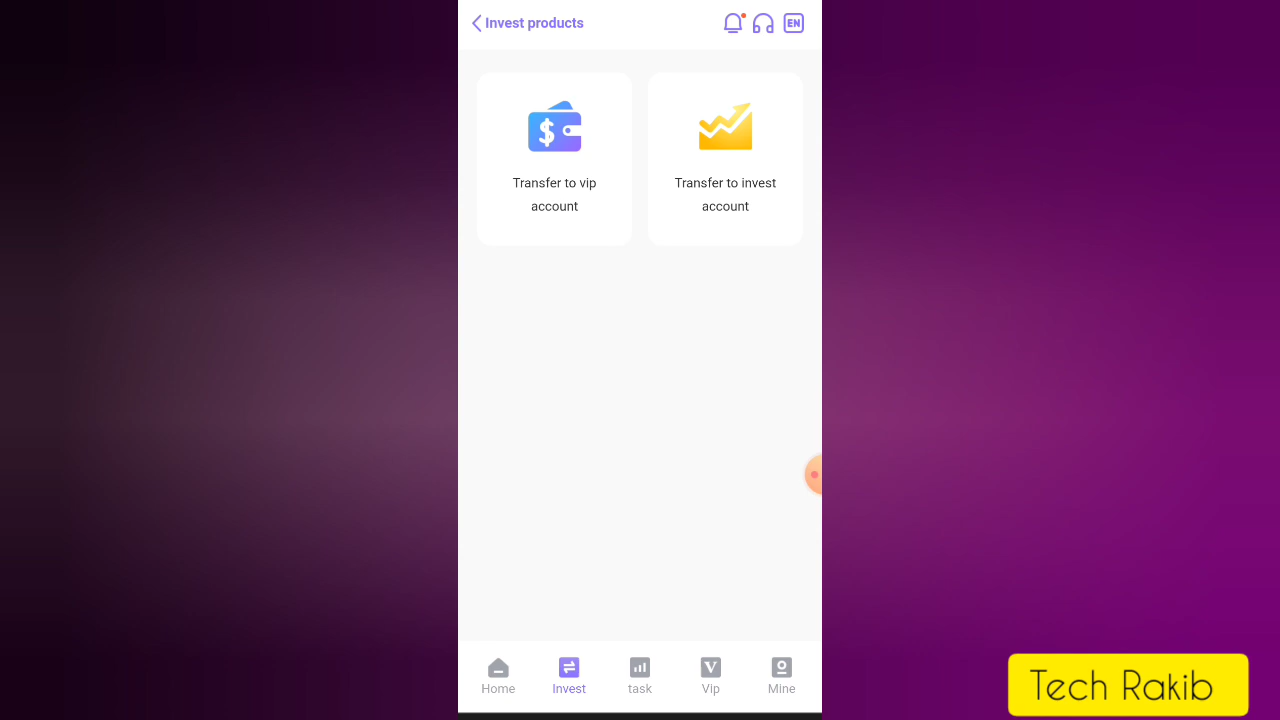 Invest products
EN
$
Transfer to vip
account
Transfer to invest
account
Home
Invest
task
V
Vip
Mine
Tech Rakib